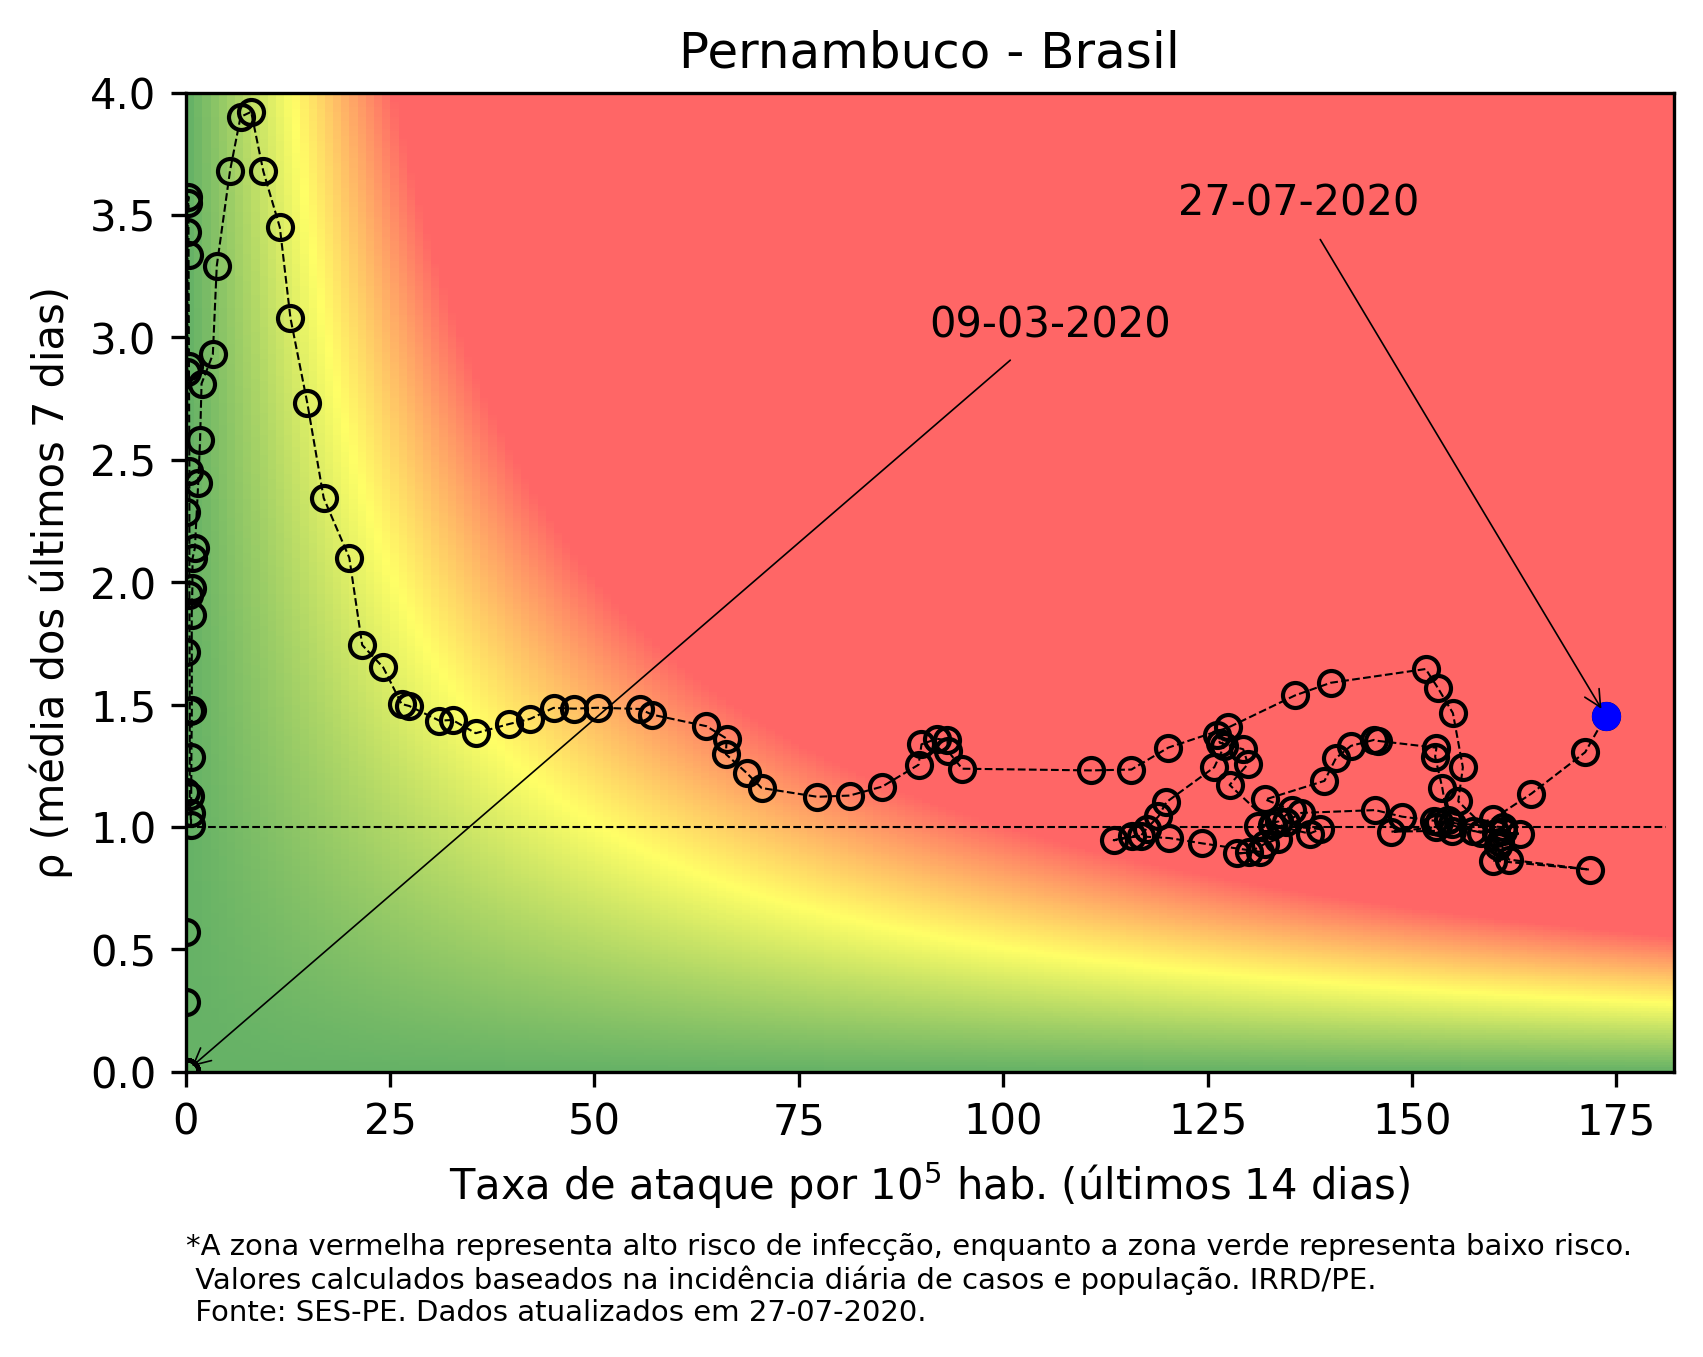 Pernambuco - Brasil
4.0
3.5
3.0
2.5
2.0
1.5
1.0
0.5
0.0
ρ (média dos últimos 7 dias)
27-07-2020
09-03-2020
0 25 50 75 100 125 150 175
Taxa de ataque por 10⁵ hab. (últimos 14 dias)
*A zona vermelha representa alto risco de infecção, enquanto a zona verde representa baixo risco.
Valores calculados baseados na incidência diária de casos e população. IRRD/PE.
Fonte: SES-PE. Dados atualizados em 27-07-2020.